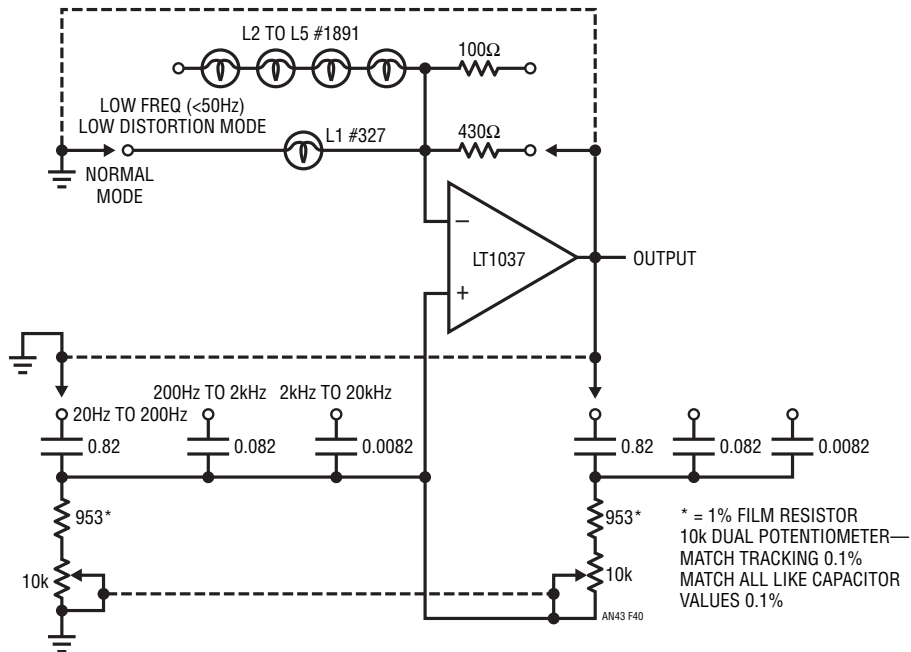 L2 TO L5 #1891
100Ω
LOW FREQ (<50Hz)
LOW DISTORTION MODE
L1 #327
430Ω
NORMAL
MODE
−
LT1037
OUTPUT
+
200Hz TO 2kHz
2kHz TO 20kHz
20Hz TO 200Hz
0.82
0.082
0.0082
0.82
0.082
0.0082
953*
953*
* = 1% FILM RESISTOR
10k DUAL POTENTIOMETER—
MATCH TRACKING 0.1%
MATCH ALL LIKE CAPACITOR
VALUES 0.1%
10k
10k
AN43 F40